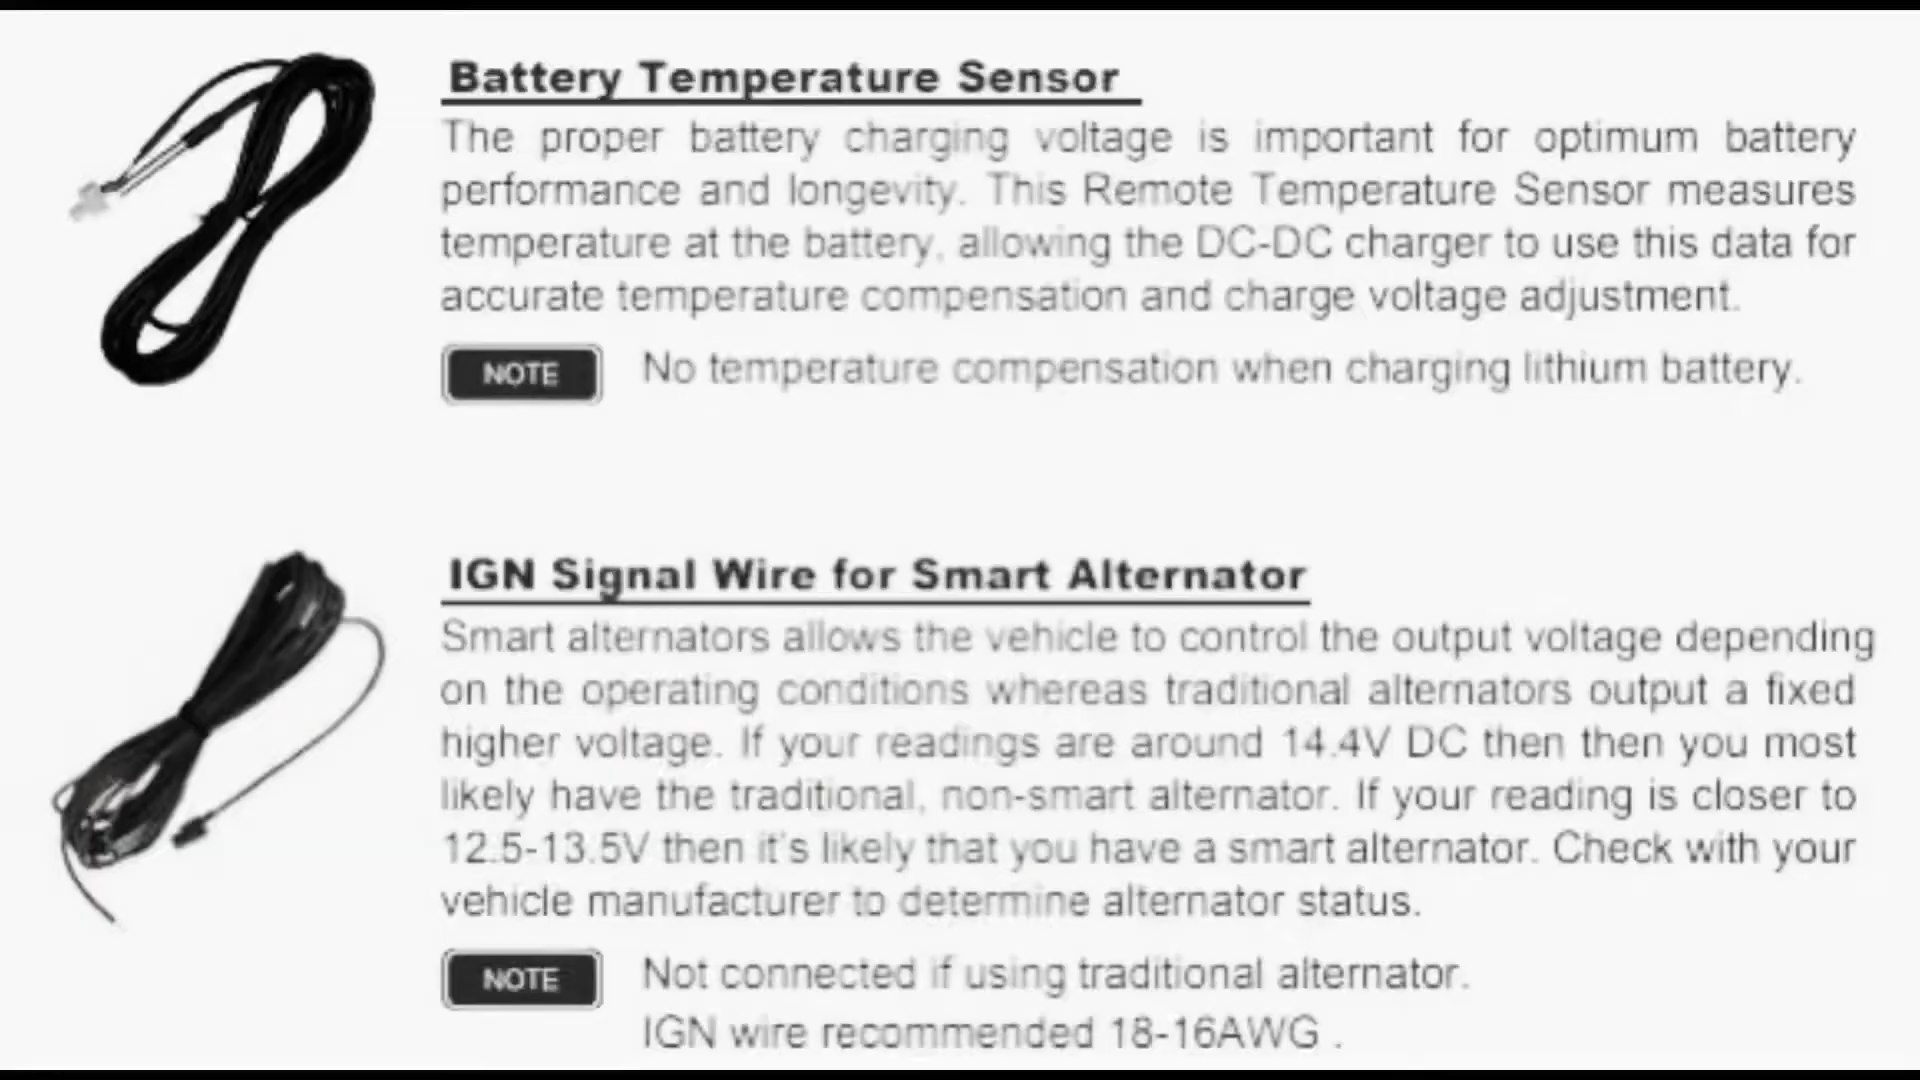 Battery Temperature Sensor
The proper battery charging voltage is important for optimum battery
performance and longevity. This Remote Temperature Sensor measures
temperature at the battery, allowing the DC-DC charger to use this data for
accurate temperature compensation and charge voltage adjustment.
NOTE No temperature compensation when charging lithium battery.
IGN Signal Wire for Smart Alternator
Smart alternators allows the vehicle to control the output voltage depending
on the operating conditions whereas traditional alternators output a fixed
higher voltage. If your readings are around 14.4V DC then then you most
likely have the traditional, non-smart alternator. If your reading is closer to
12.5-13.5V then it's likely that you have a smart alternator. Check with your
vehicle manufacturer to determine alternator status.
NOTE Not connected if using traditional alternator.
IGN wire recommended 18-16AWG .